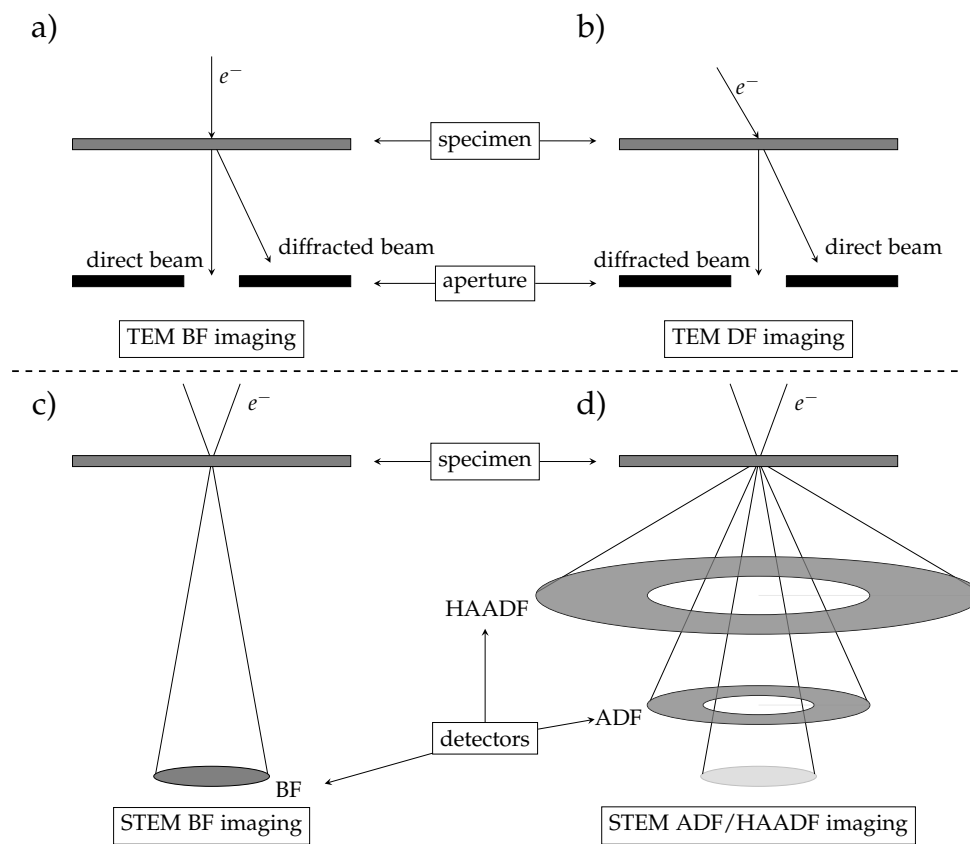 a)
b)
e⁻
e⁻
specimen
direct beam
diffracted beam
diffracted beam
direct beam
aperture
TEM BF imaging
TEM DF imaging
c)
d)
e⁻
e⁻
specimen
HAADF
ADF
detectors
BF
STEM BF imaging
STEM ADF/HAADF imaging